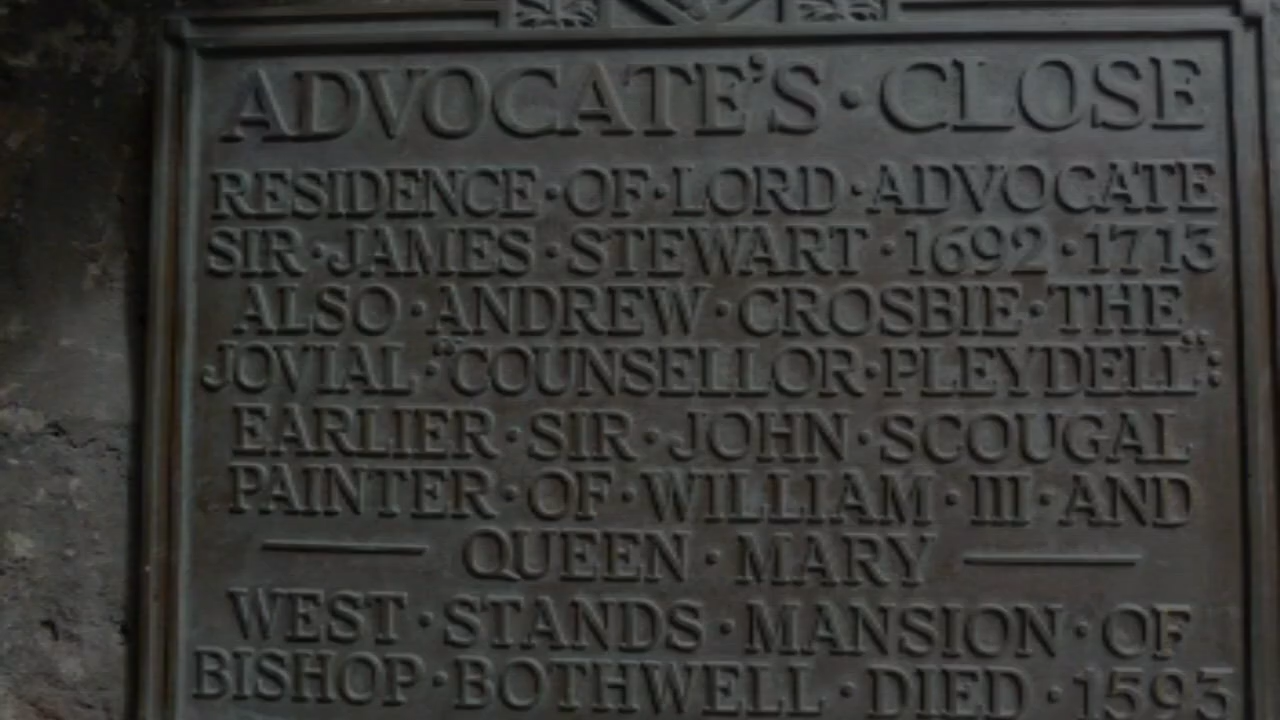 ADVOCATE'S · CLOSE
RESIDENCE · OF · LORD · ADVOCATE
SIR · JAMES · STEWART · 1692 · 1713
ALSO · ANDREW · CROSBIE · THE
JOVIAL · "COUNSELLOR · PLEYDELL":
EARLIER · SIR · JOHN · SCOUGAL
PAINTER · OF · WILLIAM · III · AND
QUEEN · MARY
WEST · STANDS · MANSION · OF
BISHOP · BOTHWELL · DIED · 1593